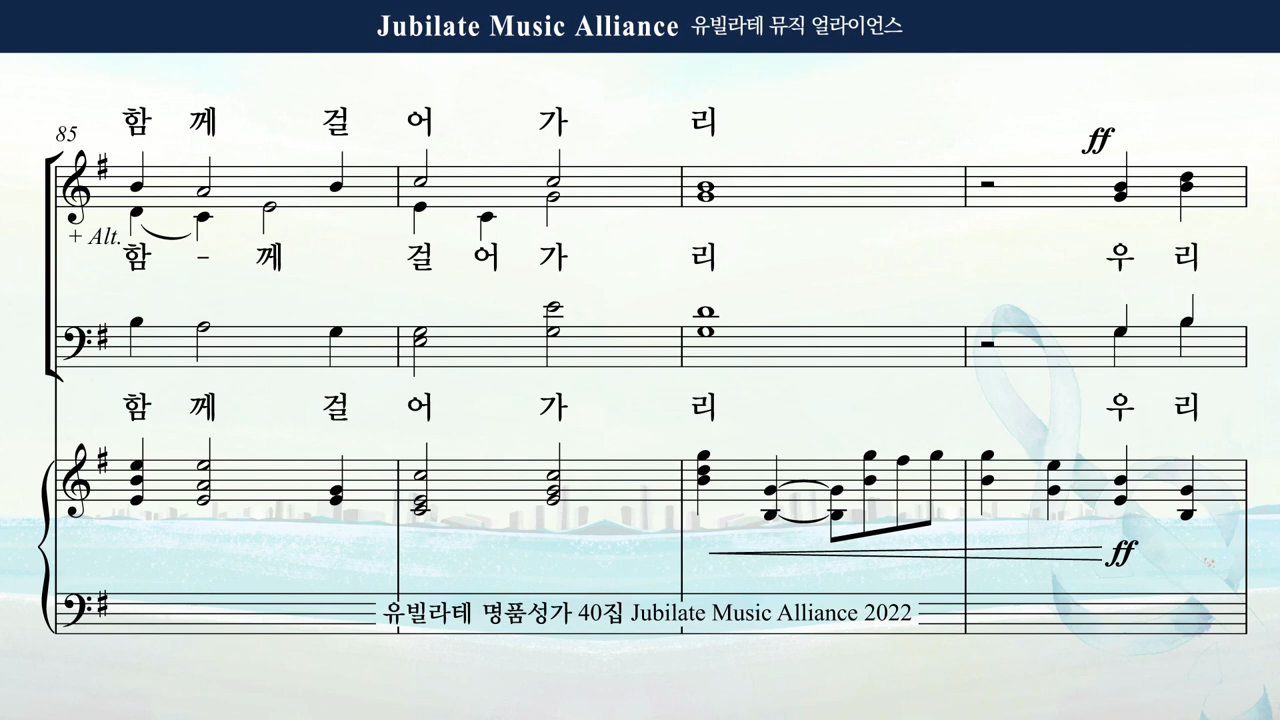 Jubilate Music Alliance 유빌라테 뮤직 얼라이언스
함 께 걸 어 가 리
85
ff
+ Alt.
함 - 께 걸 어 가 리 우 리
함 께 걸 어 가 리 우 리
ff
유빌라테 명품성가 40집 Jubilate Music Alliance 2022